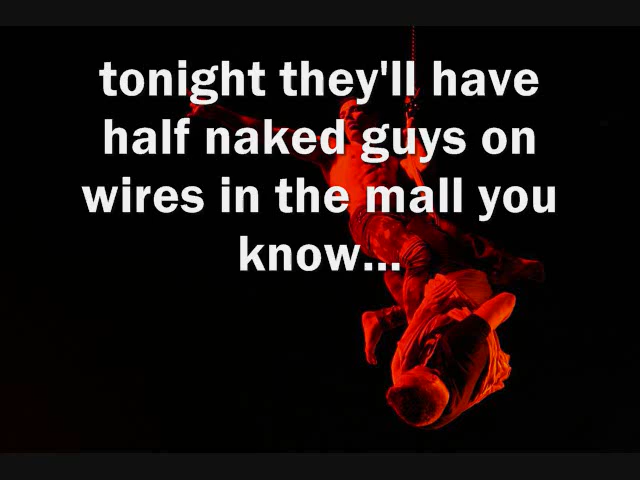 tonight they'll have
half naked guys on
wires in the mall you
know...